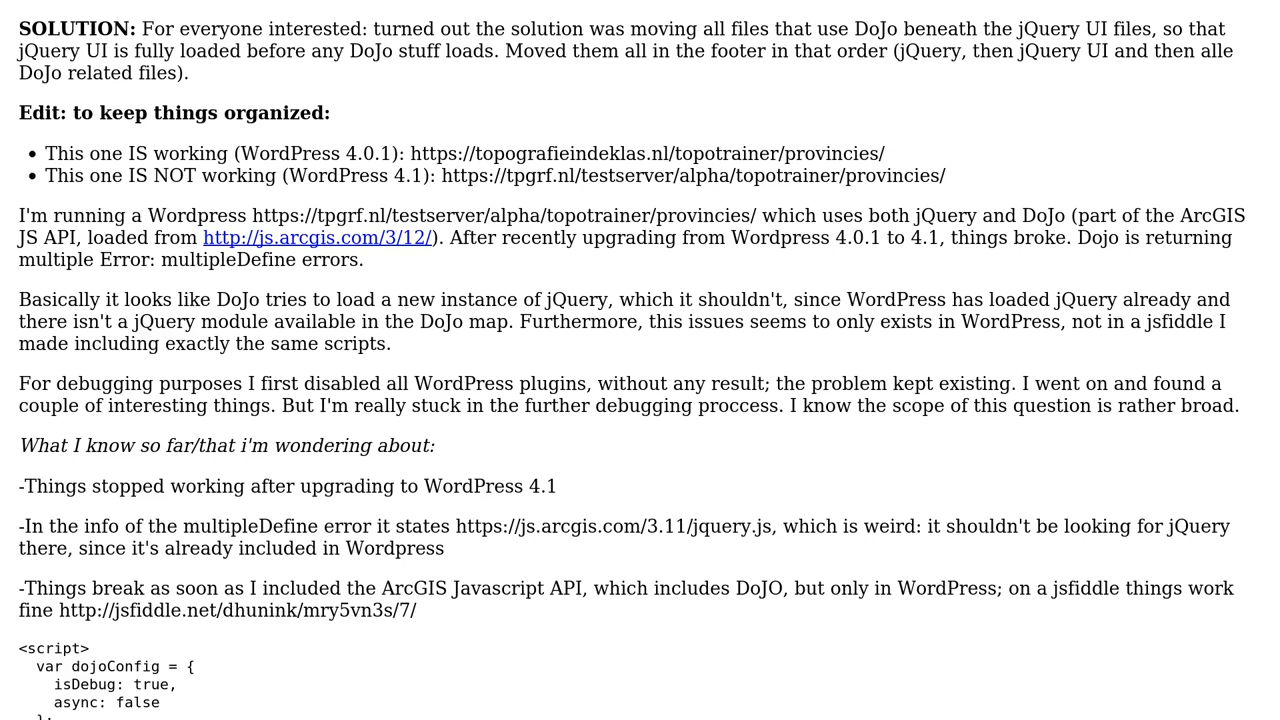 SOLUTION: For everyone interested: turned out the solution was moving all files that use DoJo beneath the jQuery UI files, so that
jQuery UI is fully loaded before any DoJo stuff loads. Moved them all in the footer in that order (jQuery, then jQuery UI and then alle
DoJo related files).
Edit: to keep things organized:
• This one IS working (WordPress 4.0.1): https://topografieindeklas.nl/topotrainer/provincies/
• This one IS NOT working (WordPress 4.1): https://tpgrf.nl/testserver/alpha/topotrainer/provincies/
I'm running a Wordpress https://tpgrf.nl/testserver/alpha/topotrainer/provincies/ which uses both jQuery and DoJo (part of the ArcGIS
JS API, loaded from http://js.arcgis.com/3/12/). After recently upgrading from Wordpress 4.0.1 to 4.1, things broke. Dojo is returning
multiple Error: multipleDefine errors.
Basically it looks like DoJo tries to load a new instance of jQuery, which it shouldn't, since WordPress has loaded jQuery already and
there isn't a jQuery module available in the DoJo map. Furthermore, this issues seems to only exists in WordPress, not in a jsfiddle I
made including exactly the same scripts.
For debugging purposes I first disabled all WordPress plugins, without any result; the problem kept existing. I went on and found a
couple of interesting things. But I'm really stuck in the further debugging proccess. I know the scope of this question is rather broad.
What I know so far/that i'm wondering about:
-Things stopped working after upgrading to WordPress 4.1
-In the info of the multipleDefine error it states https://js.arcgis.com/3.11/jquery.js, which is weird: it shouldn't be looking for jQuery
there, since it's already included in Wordpress
-Things break as soon as I included the ArcGIS Javascript API, which includes DoJO, but only in WordPress; on a jsfiddle things work
fine http://jsfiddle.net/dhunink/mry5vn3s/7/
<script>
  var dojoConfig = {
    isDebug: true,
    async: false
  };